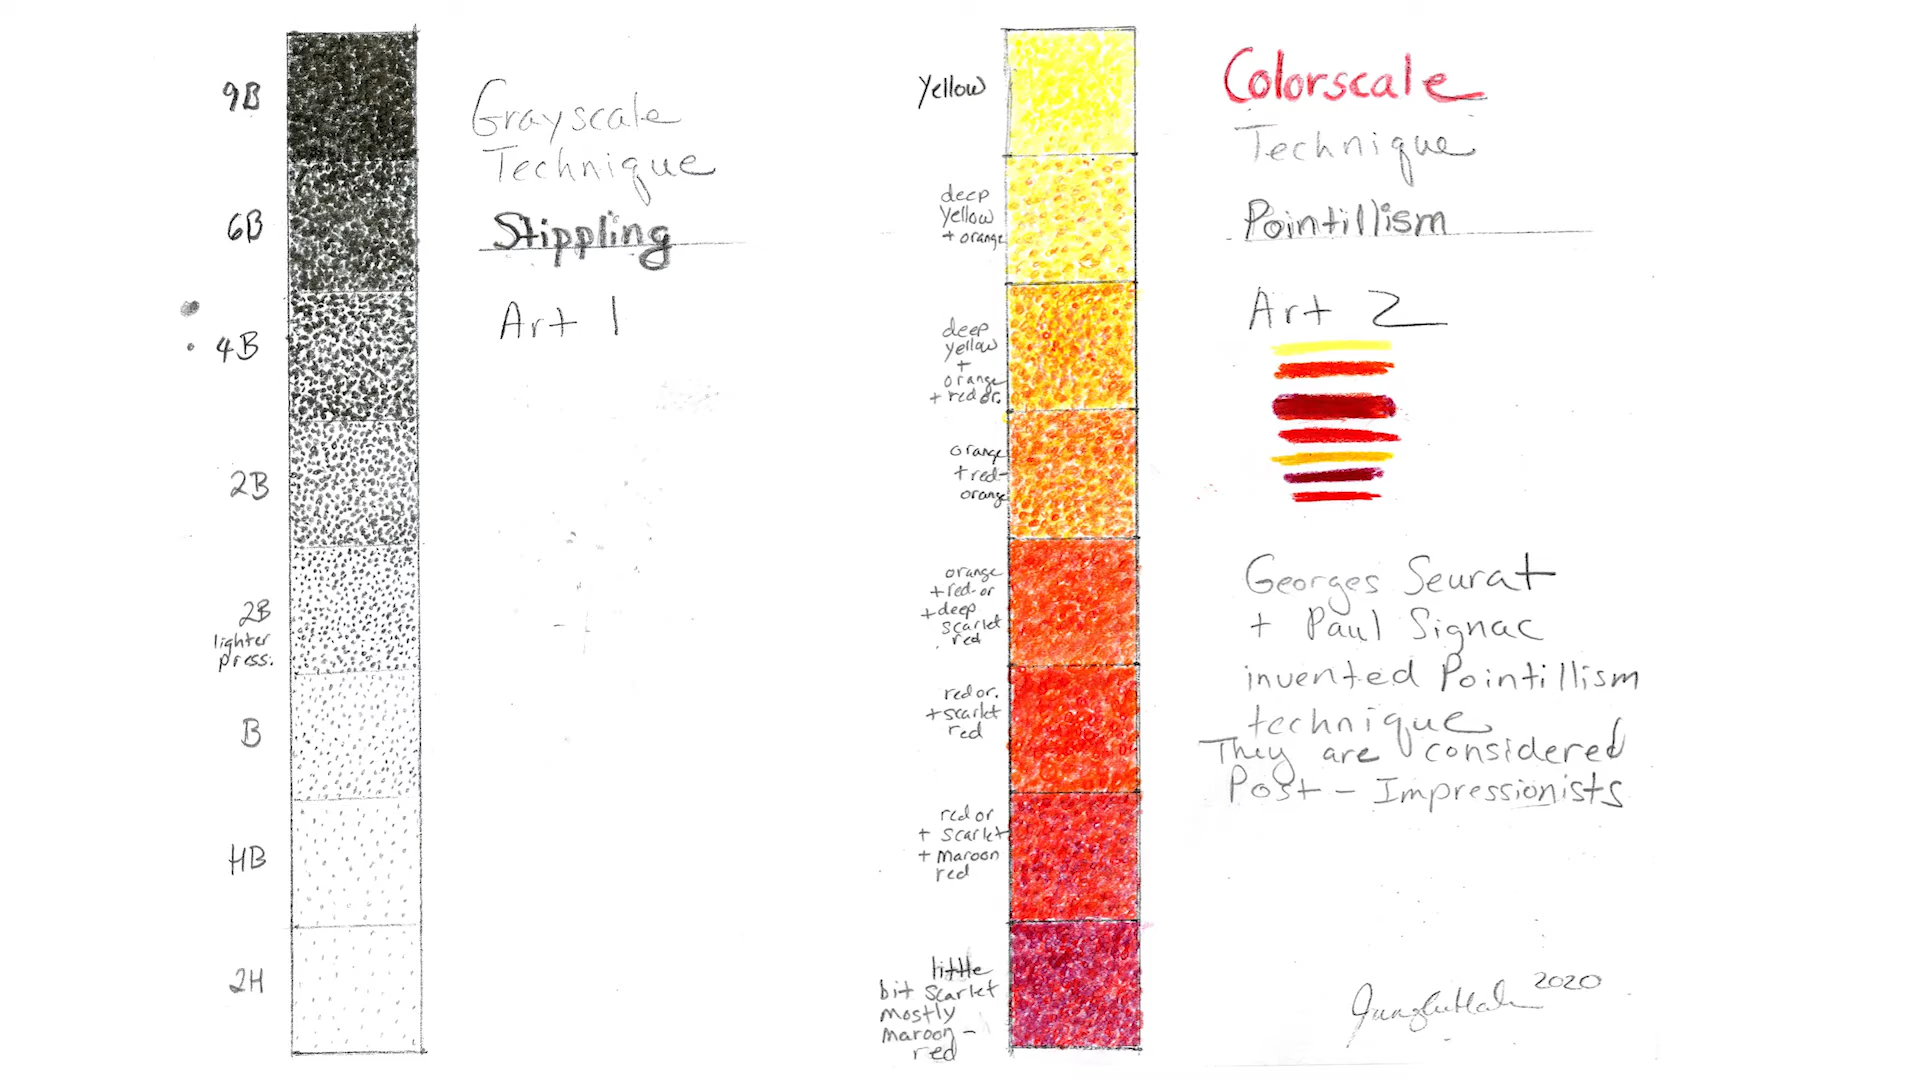 9B
6B
4B
2B
2B
lighter
press.
B
HB
2H
Grayscale
Technique
Stippling
Art 1
Yellow
deep
yellow
+ orange
deep
yellow
+
orange
+ red or.
orange
+ red-
orange
orange
+ red-or
+ deep
scarlet
red
red or.
+ scarlet
red
red or
+ scarlet
+ maroon
red
little
bit scarlet
mostly
maroon-
red
Colorscale
Technique
Pointillism
Art 2
Georges Seurat
+ Paul Signac
invented Pointillism
technique
They are considered
Post - Impressionists
2020